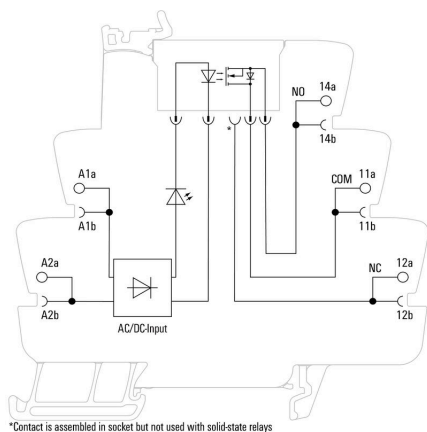 NO
14a
14b
*
A1a
A1b
COM
11a
11b
A2a
A2b
NC
12a
12b
AC/DC-Input
*Contact is assembled in socket but not used with solid-state relays